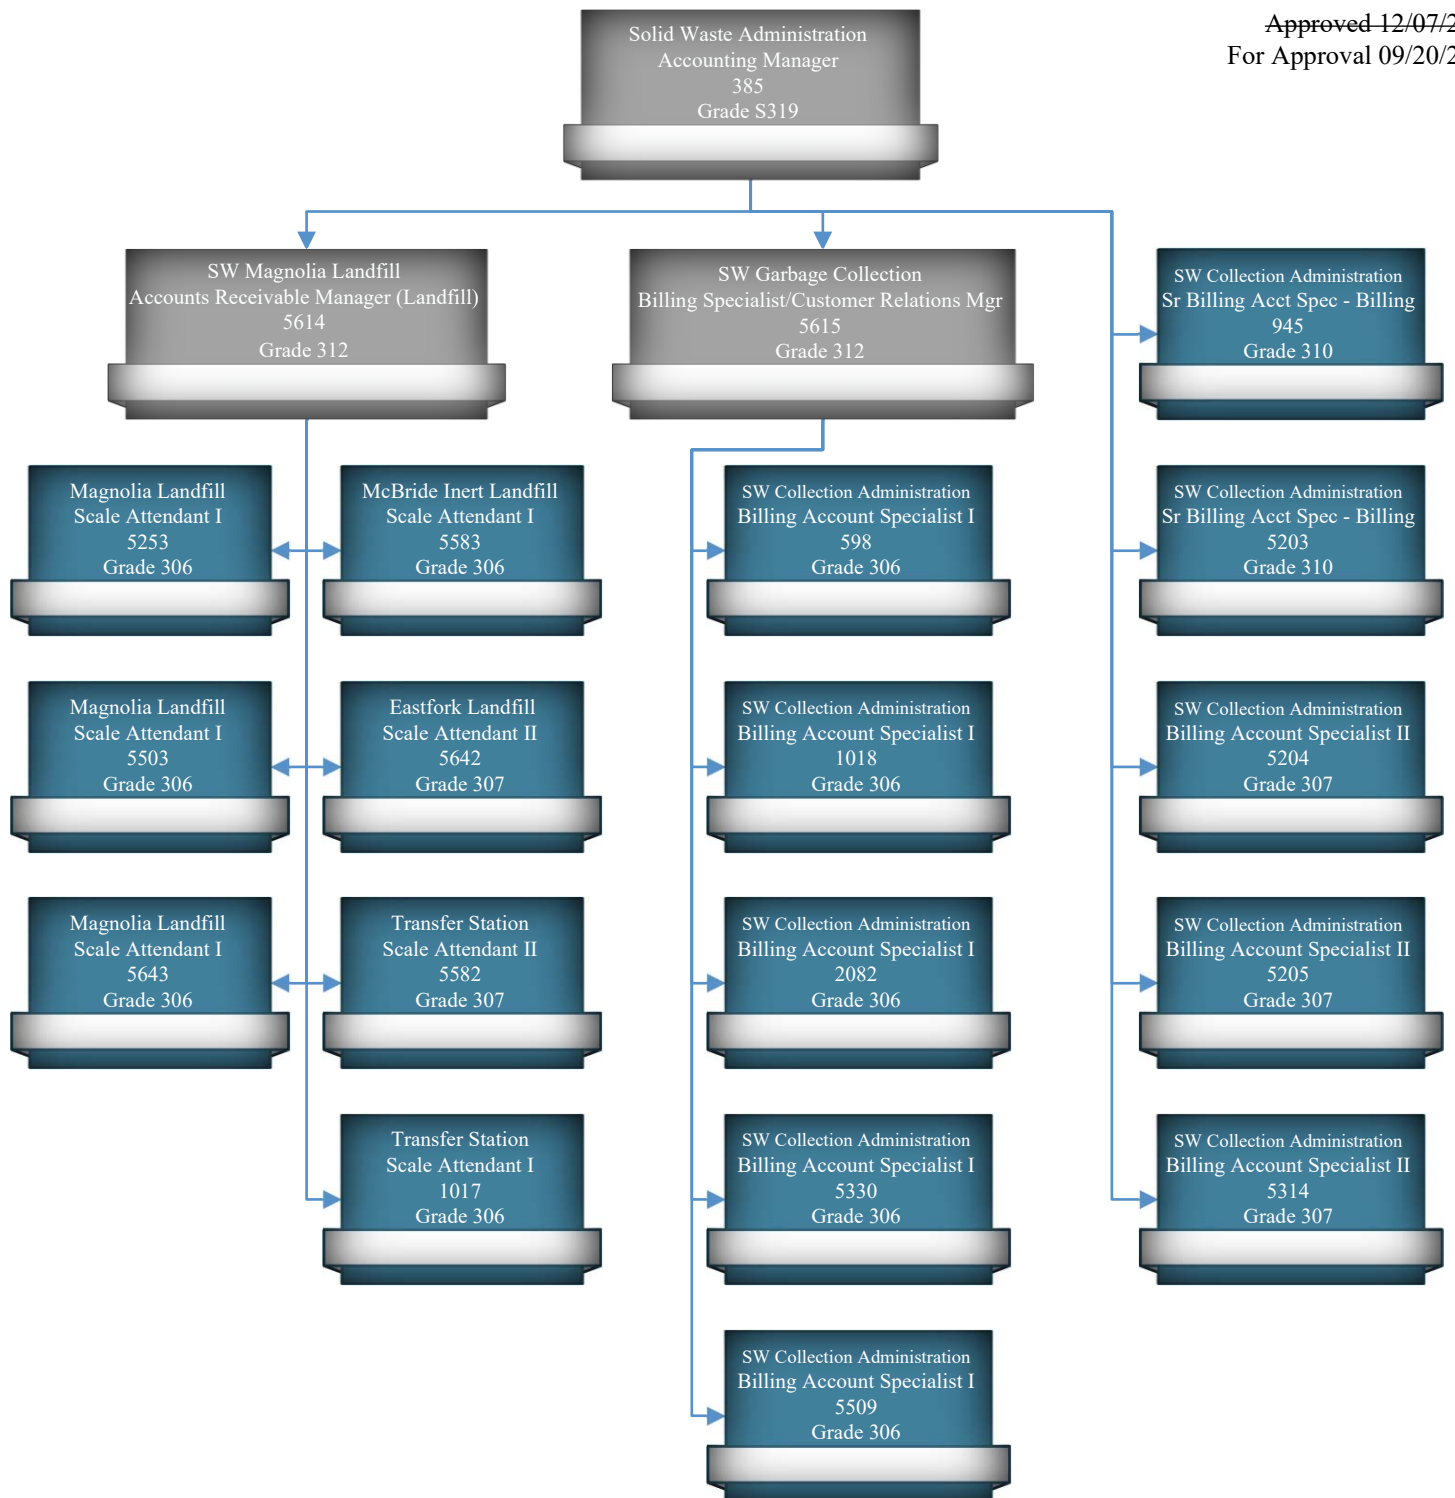 Approved 12/07/2
For Approval 09/20/2
Solid Waste Administration
Accounting Manager
385
Grade S319
SW Magnolia Landfill
Accounts Receivable Manager (Landfill)
5614
Grade 312
SW Garbage Collection
Billing Specialist/Customer Relations Mgr
5615
Grade 312
SW Collection Administration
Sr Billing Acct Spec - Billing
945
Grade 310
Magnolia Landfill
Scale Attendant I
5253
Grade 306
McBride Inert Landfill
Scale Attendant I
5583
Grade 306
SW Collection Administration
Billing Account Specialist I
598
Grade 306
SW Collection Administration
Sr Billing Acct Spec - Billing
5203
Grade 310
Magnolia Landfill
Scale Attendant I
5503
Grade 306
Eastfork Landfill
Scale Attendant II
5642
Grade 307
SW Collection Administration
Billing Account Specialist I
1018
Grade 306
SW Collection Administration
Billing Account Specialist II
5204
Grade 307
Magnolia Landfill
Scale Attendant I
5643
Grade 306
Transfer Station
Scale Attendant II
5582
Grade 307
SW Collection Administration
Billing Account Specialist I
2082
Grade 306
SW Collection Administration
Billing Account Specialist II
5205
Grade 307
Transfer Station
Scale Attendant I
1017
Grade 306
SW Collection Administration
Billing Account Specialist I
5330
Grade 306
SW Collection Administration
Billing Account Specialist II
5314
Grade 307
SW Collection Administration
Billing Account Specialist I
5509
Grade 306